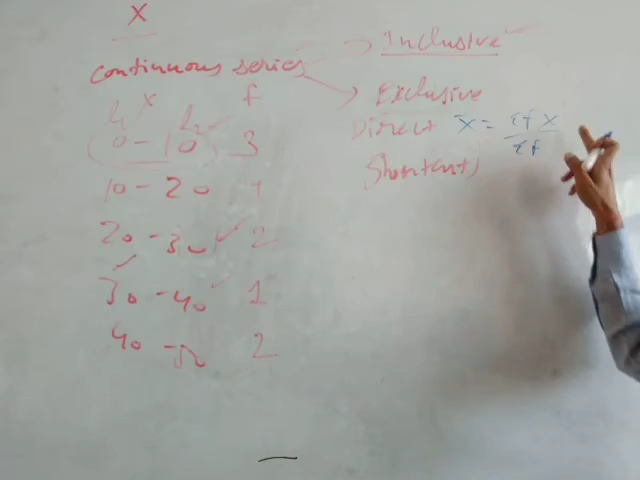 X
continuous series
Inclusive
Exclusive
l₁ x l₂ f
0 - 10 3
10 - 20 1
20 - 30 2
30 - 40 1
40 - 50 2
Direct x̄ = Σfx / Σf
Shortcut)